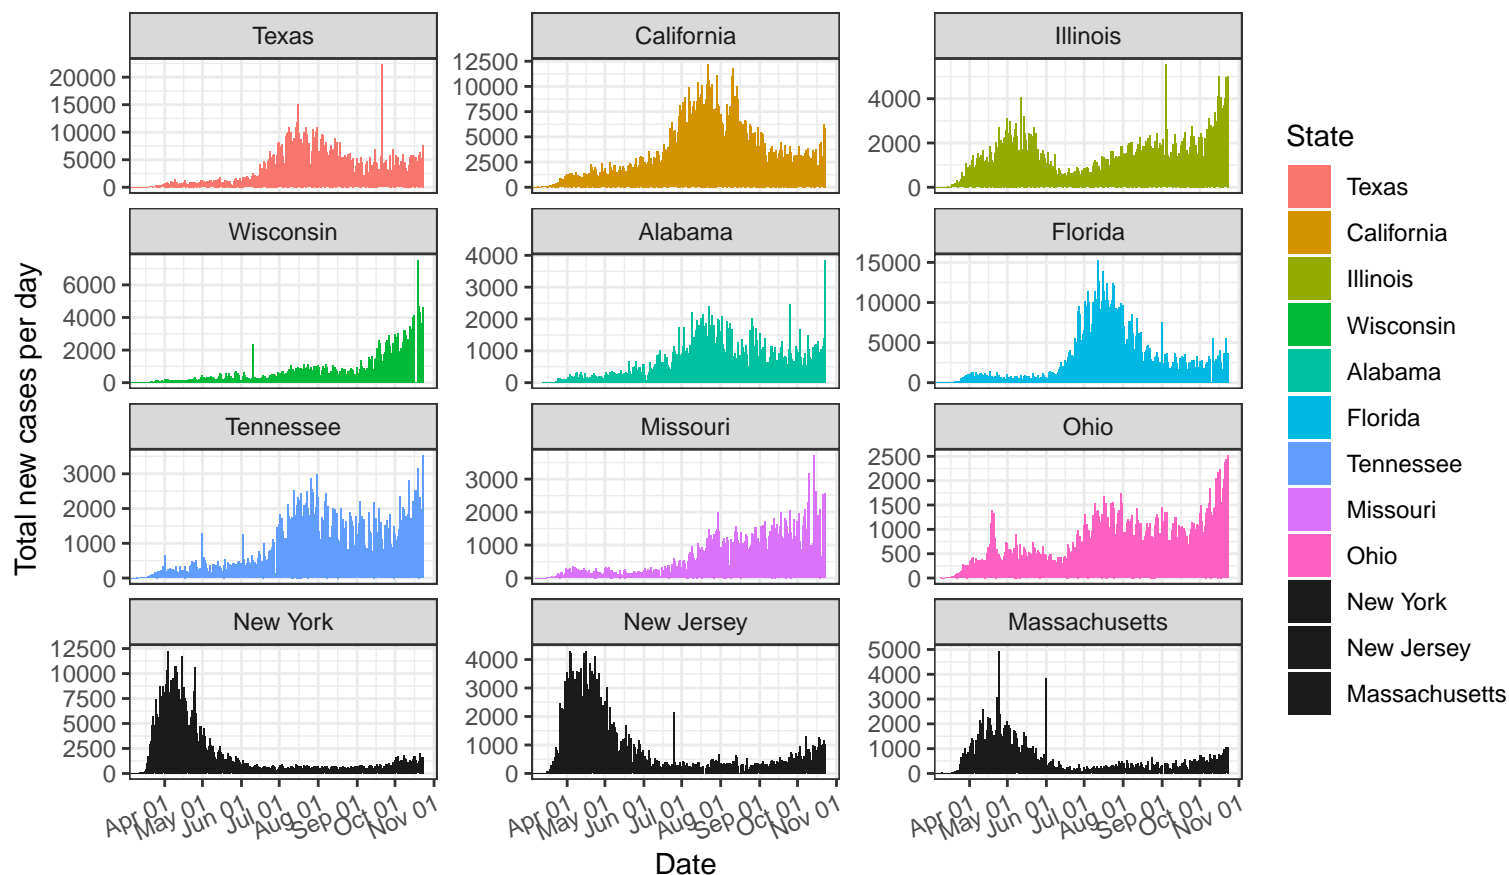 Texas
California
Illinois
20000
15000
10000
5000
0
12500
10000
7500
5000
2500
0
4000
2000
0
Wisconsin
Alabama
Florida
6000
4000
2000
0
4000
3000
2000
1000
0
15000
10000
5000
0
Tennessee
Missouri
Ohio
3000
2000
1000
0
3000
2000
1000
0
2500
2000
1500
1000
500
0
New York
New Jersey
Massachusetts
12500
10000
7500
5000
2500
0
4000
3000
2000
1000
0
5000
4000
3000
2000
1000
0
Apr 01
May 01
Jun 01
Jul 01
Aug 01
Sep 01
Oct 01
Nov 01
Apr 01
May 01
Jun 01
Jul 01
Aug 01
Sep 01
Oct 01
Nov 01
Apr 01
May 01
Jun 01
Jul 01
Aug 01
Sep 01
Oct 01
Nov 01
Date
Total new cases per day
State
Texas
California
Illinois
Wisconsin
Alabama
Florida
Tennessee
Missouri
Ohio
New York
New Jersey
Massachusetts